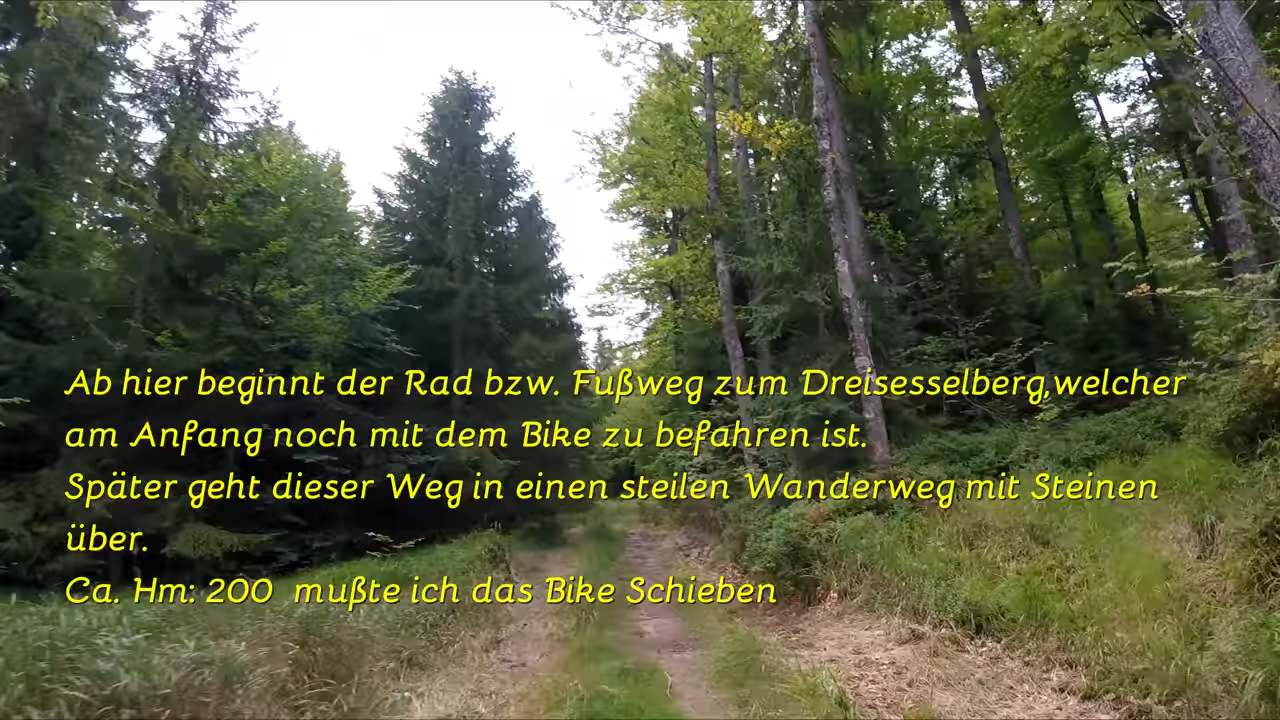 Ab hier beginnt der Rad bzw. Fußweg zum Dreisesselberg,welcher
am Anfang noch mit dem Bike zu befahren ist.
Später geht dieser Weg in einen steilen Wanderweg mit Steinen
über.
Ca. Hm: 200  mußte ich das Bike Schieben